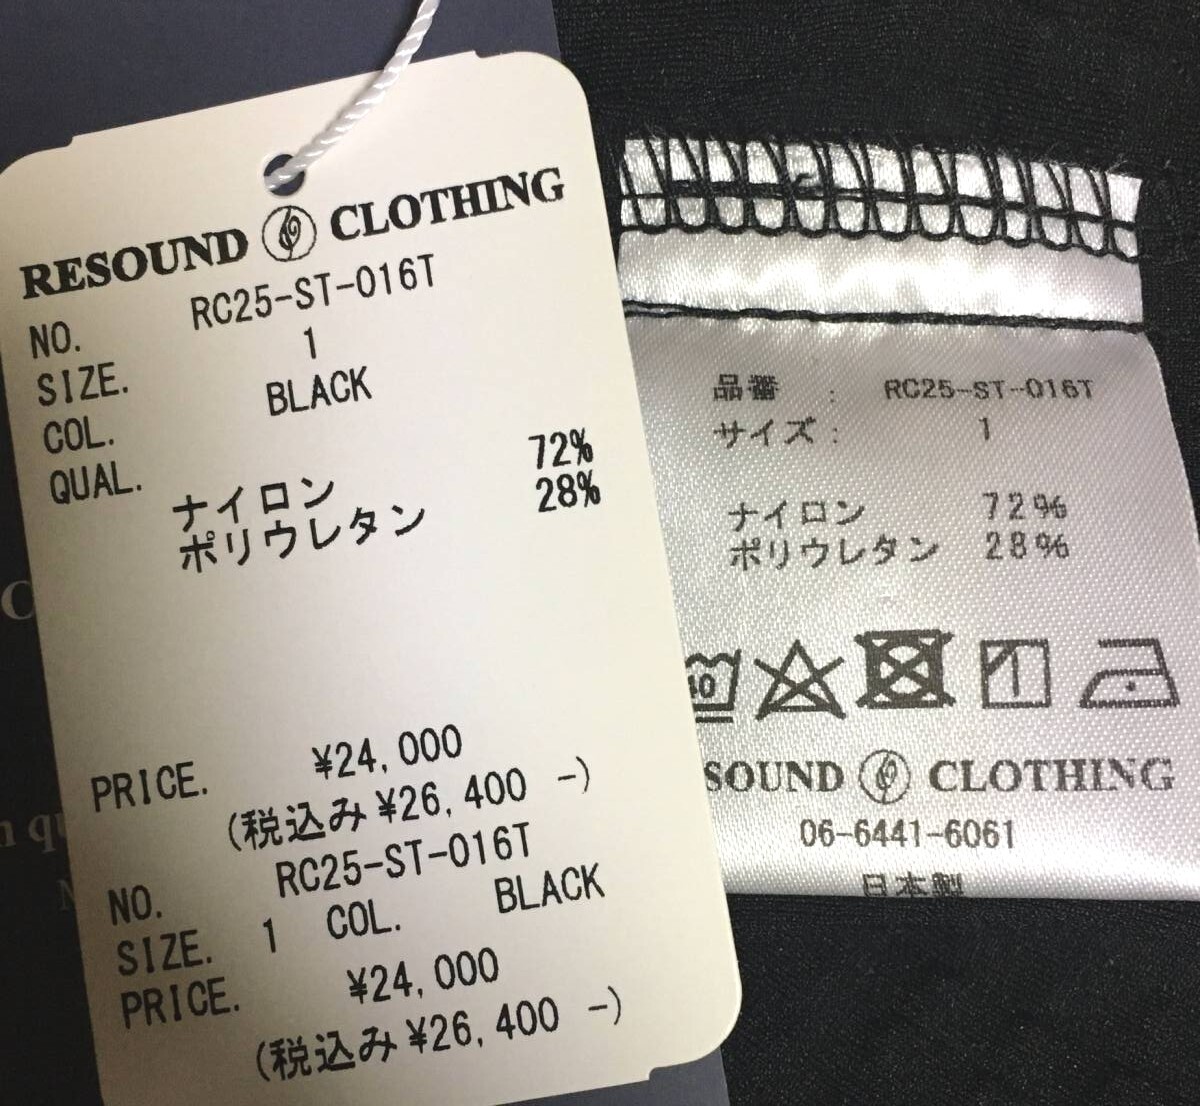 RESOUND CLOTHING
NO. RC25-ST-016T
SIZE. 1
COL. BLACK
QUAL.
ナイロン 72%
ポリウレタン 28%
PRICE. ¥24,000
(税込み¥26,400 -)
NO. RC25-ST-016T
SIZE. 1 COL. BLACK
PRICE. ¥24,000
(税込み¥26,400 -)
品番 : RC25-ST-016T
サイズ : 1
ナイロン 72%
ポリウレタン 28%
40
SOUND CLOTHING
06-6441-6061
日本製